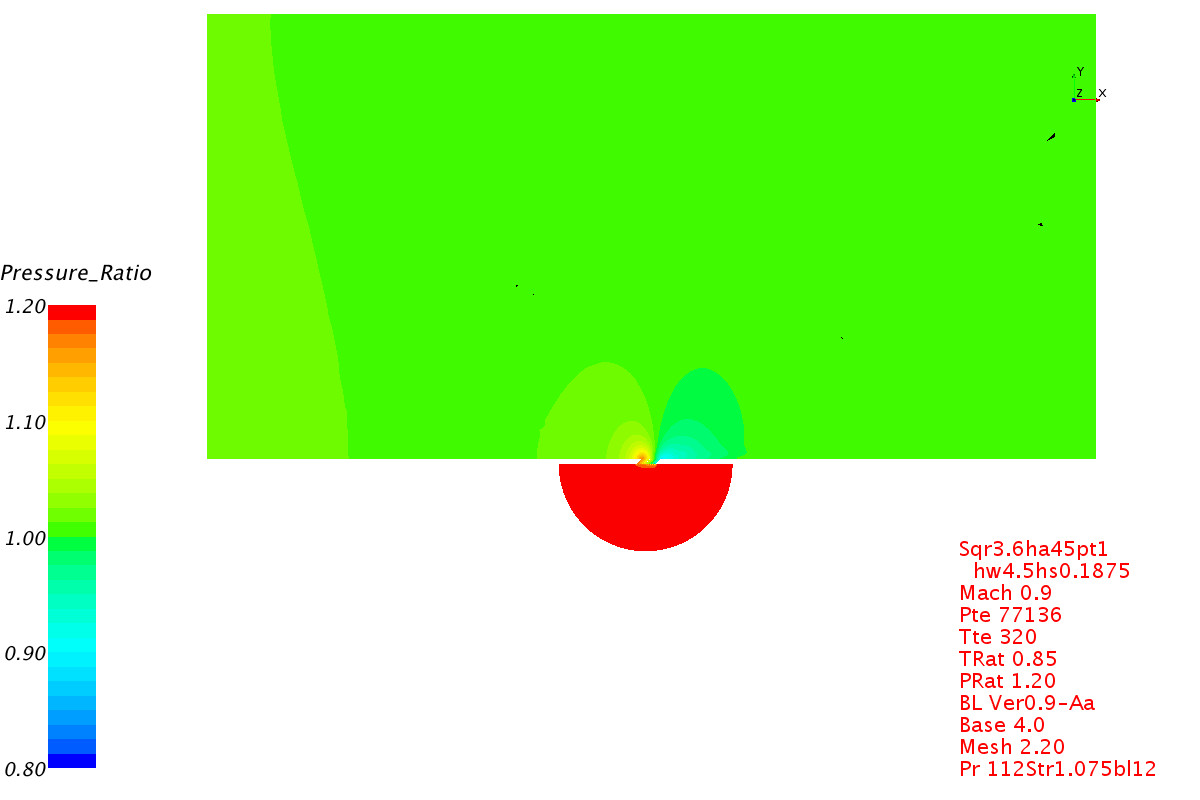 Y
Z X
Pressure_Ratio
1.20
1.10
1.00
0.90
0.80
Sqr3.6ha45pt1
hw4.5hs0.1875
Mach 0.9
Pte 77136
Tte 320
TRat 0.85
PRat 1.20
BL Ver0.9-Aa
Base 4.0
Mesh 2.20
Pr 112Str1.075bl12